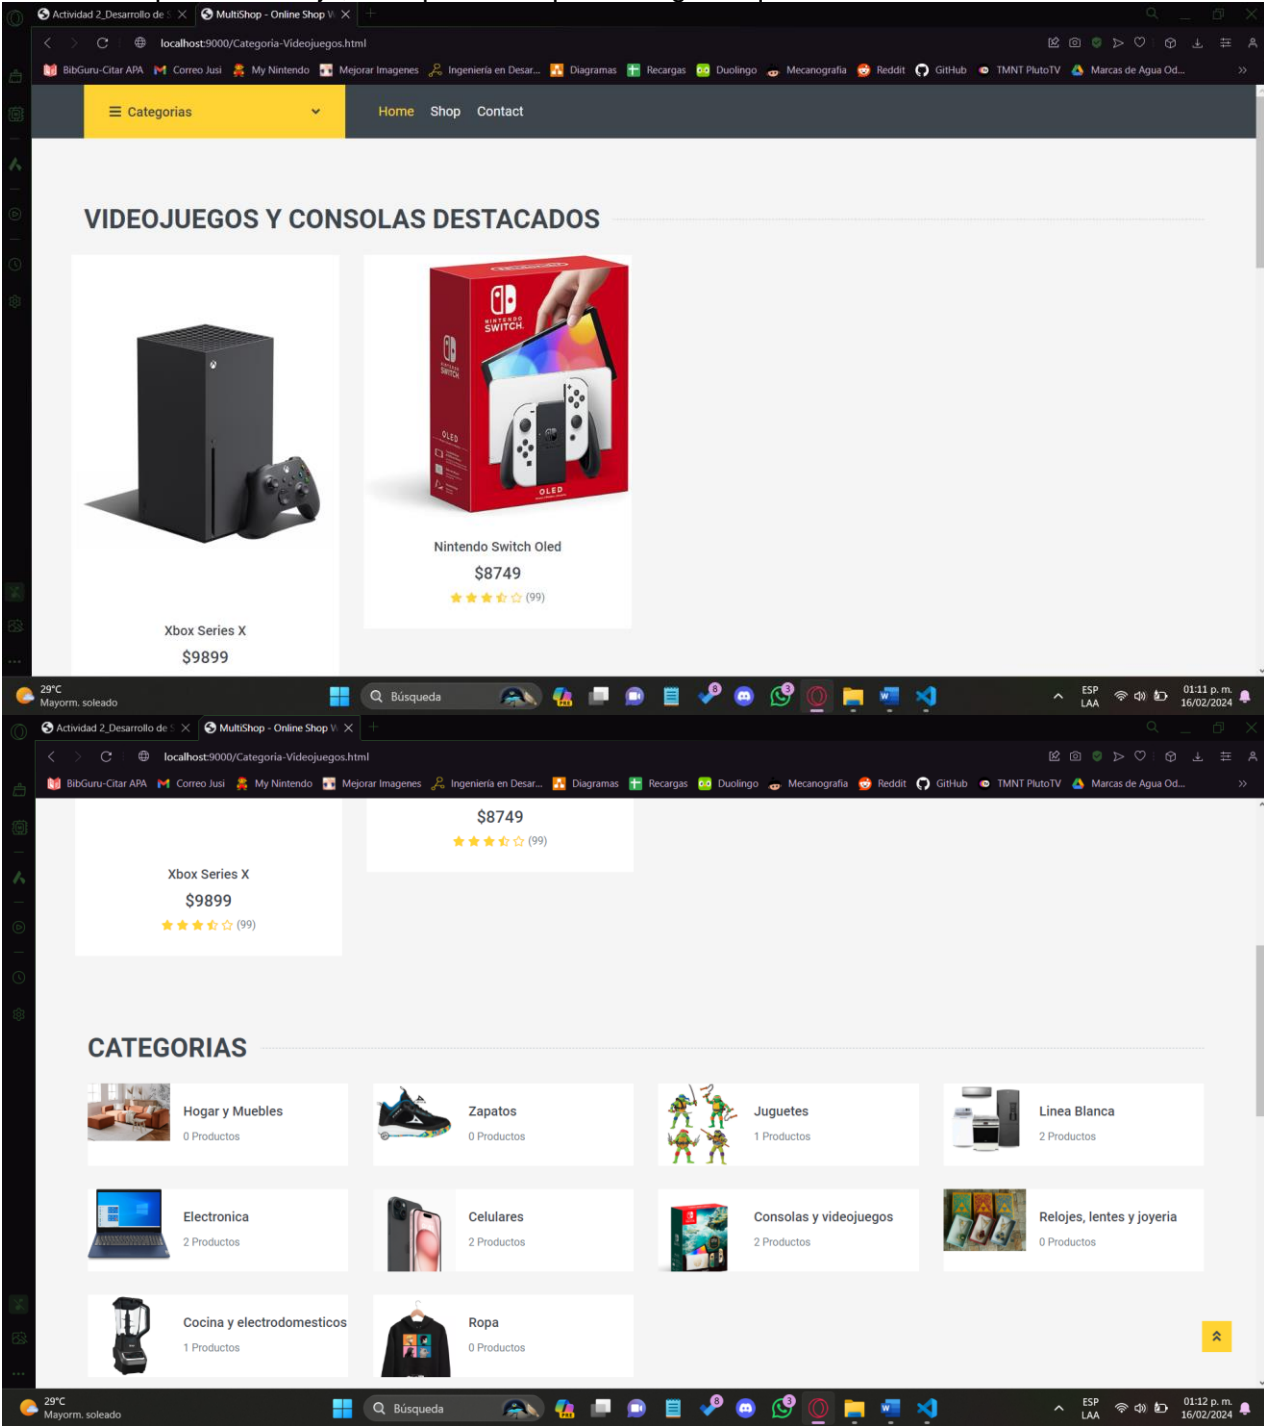 Actividad 2_Desarrollo de S MultiShop - Online Shop W
localhost:9000/Categoria-Videojuegos.html
BibGuru-Citar APA Correo Jusi My Nintendo Mejorar Imagenes Ingeniería en Desar... Diagramas Recargas Duolingo Mecanografia Reddit GitHub TMNT PlutoTV Marcas de Agua Od...
Categorias Home Shop Contact
VIDEOJUEGOS Y CONSOLAS DESTACADOS
NINTENDO
SWITCH.
OLED
OLED
Nintendo Switch Oled
$8749
(99)
Xbox Series X
$9899
29°C
Mayorm. soleado
Búsqueda
ESP
LAA
01:11 p. m.
16/02/2024
Actividad 2_Desarrollo de S MultiShop - Online Shop W
localhost:9000/Categoria-Videojuegos.html
BibGuru-Citar APA Correo Jusi My Nintendo Mejorar Imagenes Ingeniería en Desar... Diagramas Recargas Duolingo Mecanografia Reddit GitHub TMNT PlutoTV Marcas de Agua Od...
$8749
(99)
Xbox Series X
$9899
(99)
CATEGORIAS
Hogar y Muebles
0 Productos
Zapatos
0 Productos
Juguetes
1 Productos
Linea Blanca
2 Productos
Electronica
2 Productos
Celulares
2 Productos
Consolas y videojuegos
2 Productos
Relojes, lentes y joyeria
0 Productos
Cocina y electrodomesticos
1 Productos
Ropa
0 Productos
29°C
Mayorm. soleado
Búsqueda
ESP
LAA
01:12 p. m.
16/02/2024